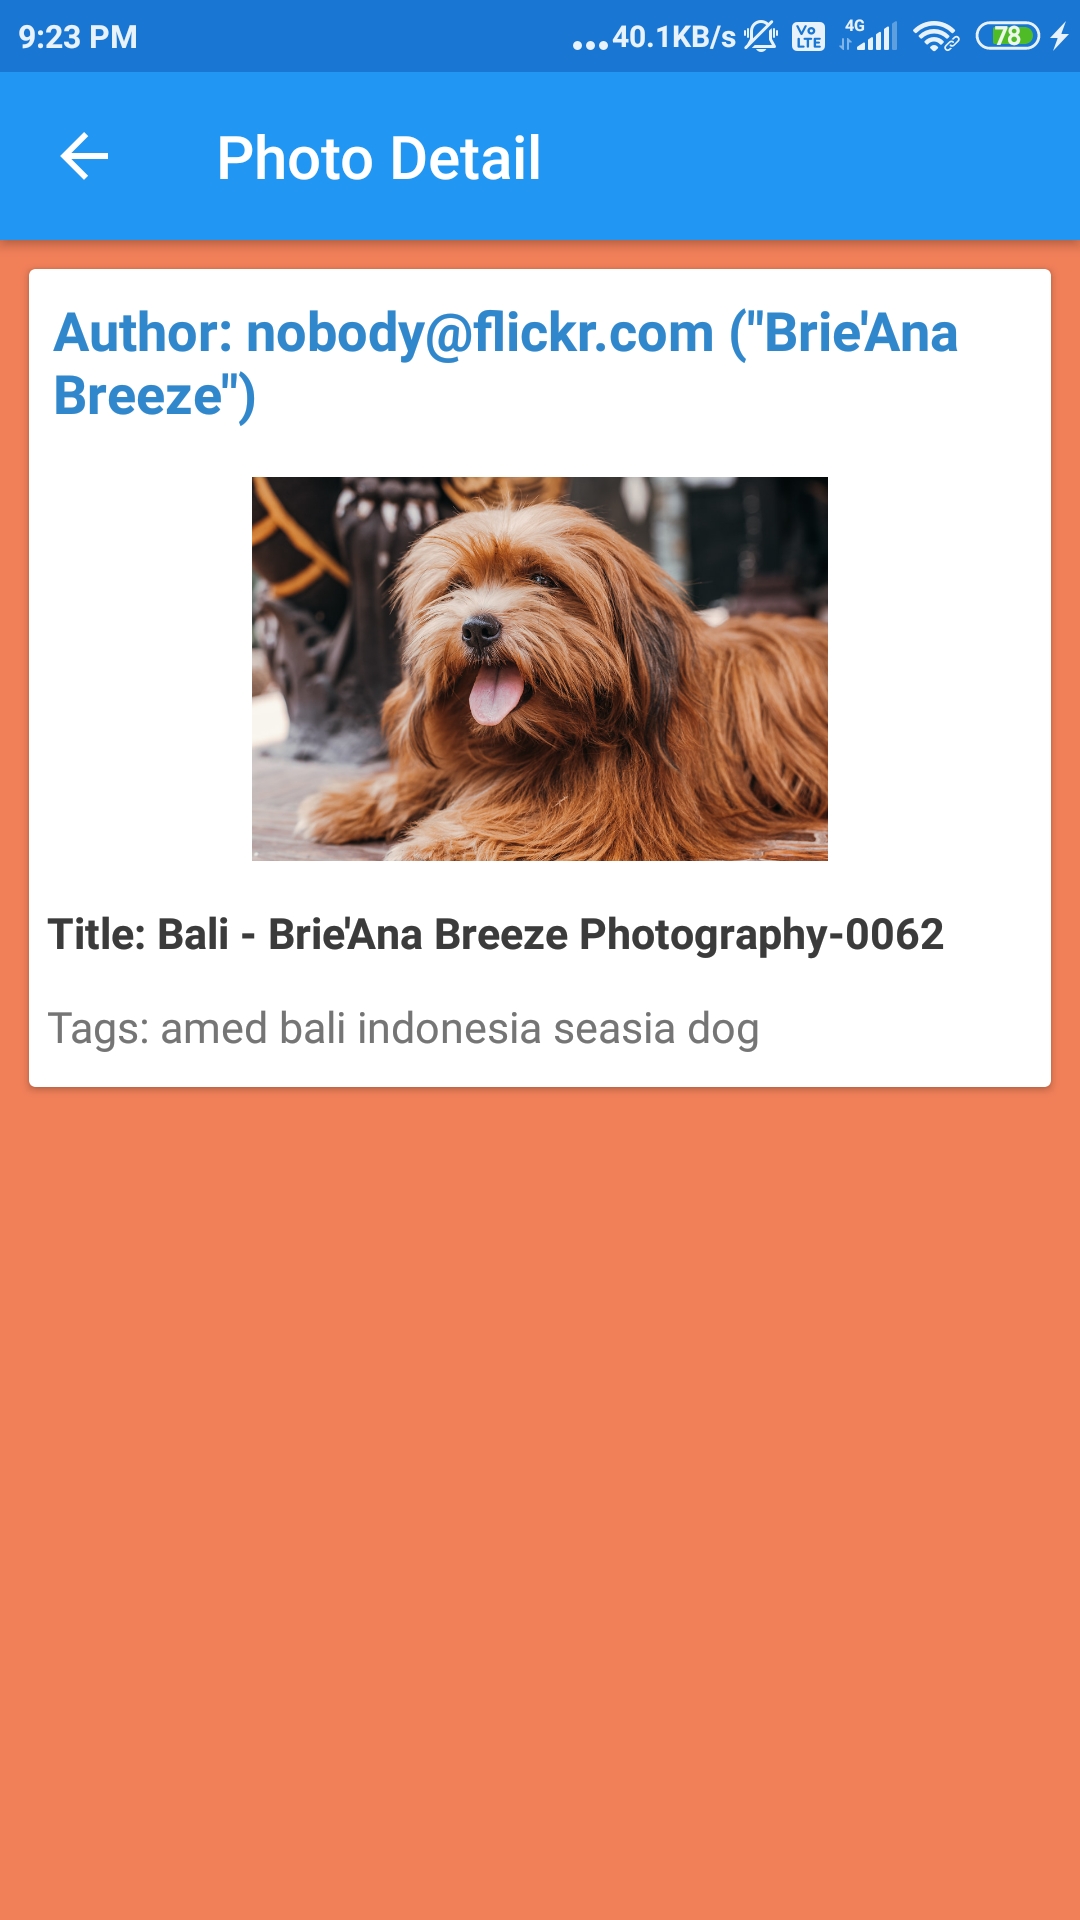 9:23 PM ...40.1KB/s Vo LTE 4G 78
Photo Detail
Author: nobody@flickr.com ("Brie'Ana
Breeze")
Title: Bali - Brie'Ana Breeze Photography-0062
Tags: amed bali indonesia seasia dog